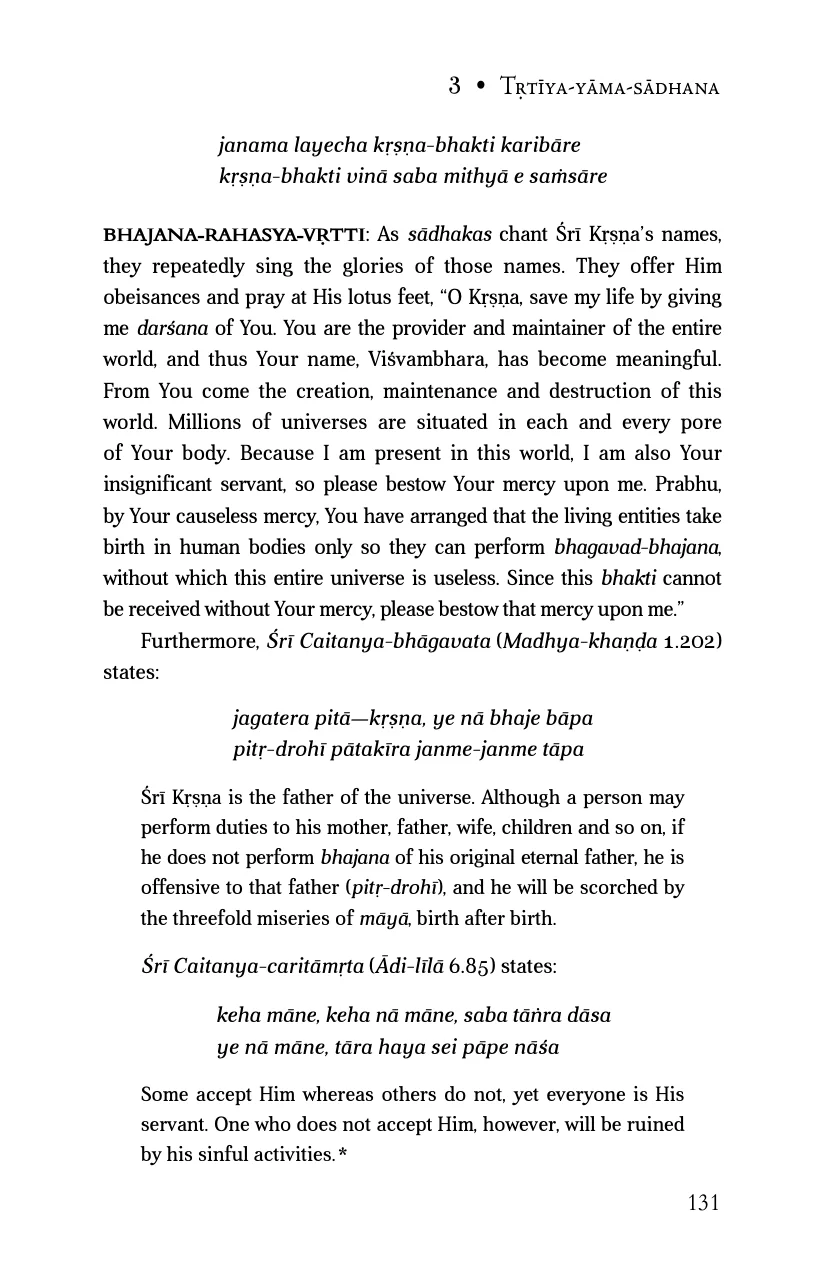 3 • Tṛtīya-yāma-sādhana
janama layecha kṛṣṇa-bhakti karibāre
kṛṣṇa-bhakti vinā saba mithyā e saṁsāre
BHAJANA-RAHASYA-VṚTTI: As sādhakas chant Śrī Kṛṣṇa’s names,
they repeatedly sing the glories of those names. They offer Him
obeisances and pray at His lotus feet, “O Kṛṣṇa, save my life by giving
me darśana of You. You are the provider and maintainer of the entire
world, and thus Your name, Viśvambhara, has become meaningful.
From You come the creation, maintenance and destruction of this
world. Millions of universes are situated in each and every pore
of Your body. Because I am present in this world, I am also Your
insignificant servant, so please bestow Your mercy upon me. Prabhu,
by Your causeless mercy, You have arranged that the living entities take
birth in human bodies only so they can perform bhagavad-bhajana,
without which this entire universe is useless. Since this bhakti cannot
be received without Your mercy, please bestow that mercy upon me.”
Furthermore, Śrī Caitanya-bhāgavata (Madhya-khaṇḍa 1.202)
states:
jagatera pitā—kṛṣṇa, ye nā bhaje bāpa
pitṛ-drohī pātakīra janme-janme tāpa
Śrī Kṛṣṇa is the father of the universe. Although a person may
perform duties to his mother, father, wife, children and so on, if
he does not perform bhajana of his original eternal father, he is
offensive to that father (pitṛ-drohī), and he will be scorched by
the threefold miseries of māyā, birth after birth.
Śrī Caitanya-caritāmṛta (Ādi-līlā 6.85) states:
keha māne, keha nā māne, saba tāṅra dāsa
ye nā māne, tāra haya sei pāpe nāśa
Some accept Him whereas others do not, yet everyone is His
servant. One who does not accept Him, however, will be ruined
by his sinful activities.*
131